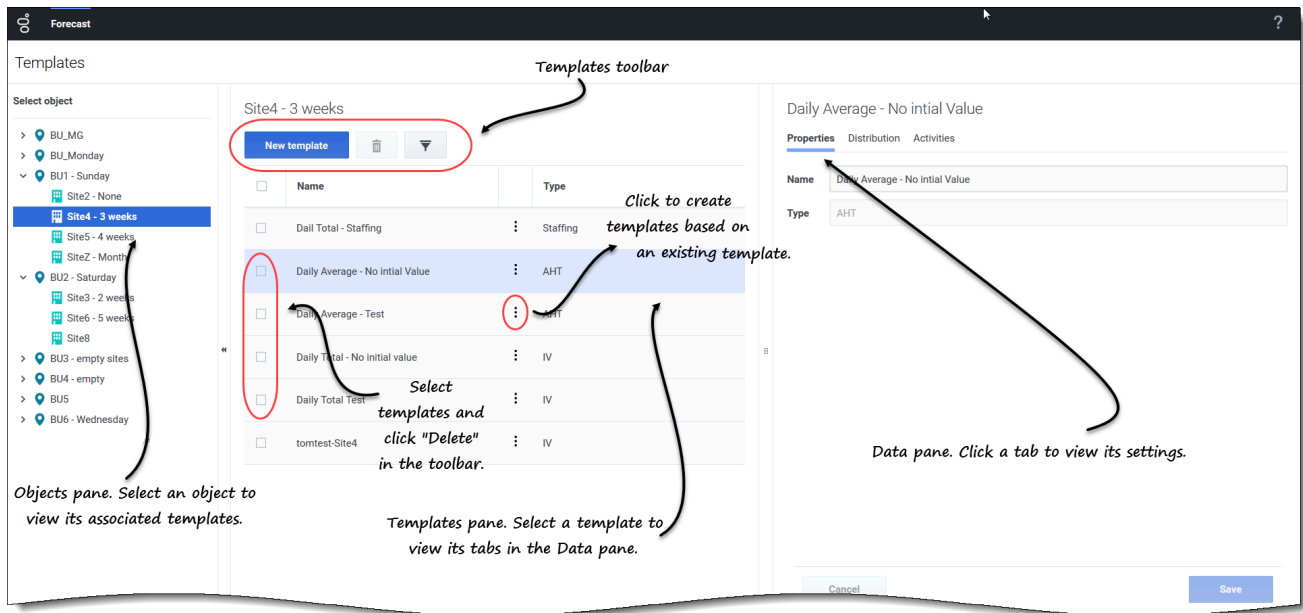 Forecast
?
Templates
Select object
BU_MG
BU_Monday
BU1 - Sunday
Site2 - None
Site4 - 3 weeks
Site5 - 4 weeks
SiteZ - Month
BU2 - Saturday
Site3 - 2 weeks
Site6 - 5 weeks
Site8
BU3 - empty sites
BU4 - empty
BU5
BU6 - Wednesday
Objects pane. Select an object to
view its associated templates.
Templates toolbar
Site4 - 3 weeks
New template
Name
Type
Dail Total - Staffing
Staffing
Daily Average - No intial Value
AHT
Daily Average - Test
AHT
Daily Total - No initial value
IV
Daily Total Test
IV
tomtest-Site4
IV
Click to create
templates based on
an existing template.
Select
templates and
click "Delete"
in the toolbar.
Templates pane. Select a template to
view its tabs in the Data pane.
Daily Average - No intial Value
Properties Distribution Activities
Name Daily Average - No intial Value
Type AHT
Data pane. Click a tab to view its settings.
Cancel
Save